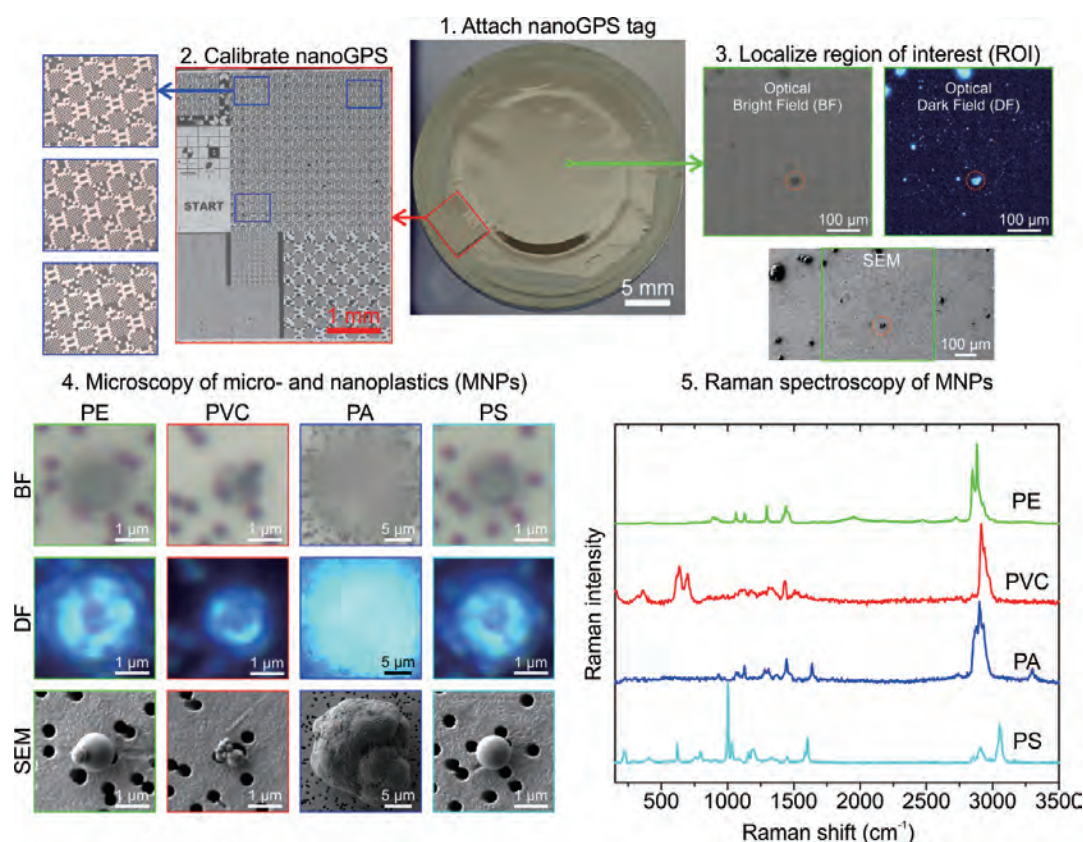 1. Attach nanoGPS tag
2. Calibrate nanoGPS
3. Localize region of interest (ROI)
START
1 mm
5 mm
Optical
Bright Field (BF)
100 µm
Optical
Dark Field (DF)
100 µm
SEM
100 µm
4. Microscopy of micro- and nanoplastics (MNPs)
PE PVC PA PS
BF
1 µm 1 µm 5 µm 1 µm
DF
1 µm 1 µm 5 µm 1 µm
SEM
1 µm 1 µm 5 µm 1 µm
5. Raman spectroscopy of MNPs
Raman intensity
PE
PVC
PA
PS
500 1000 1500 2000 2500 3000 3500
Raman shift (cm⁻¹)